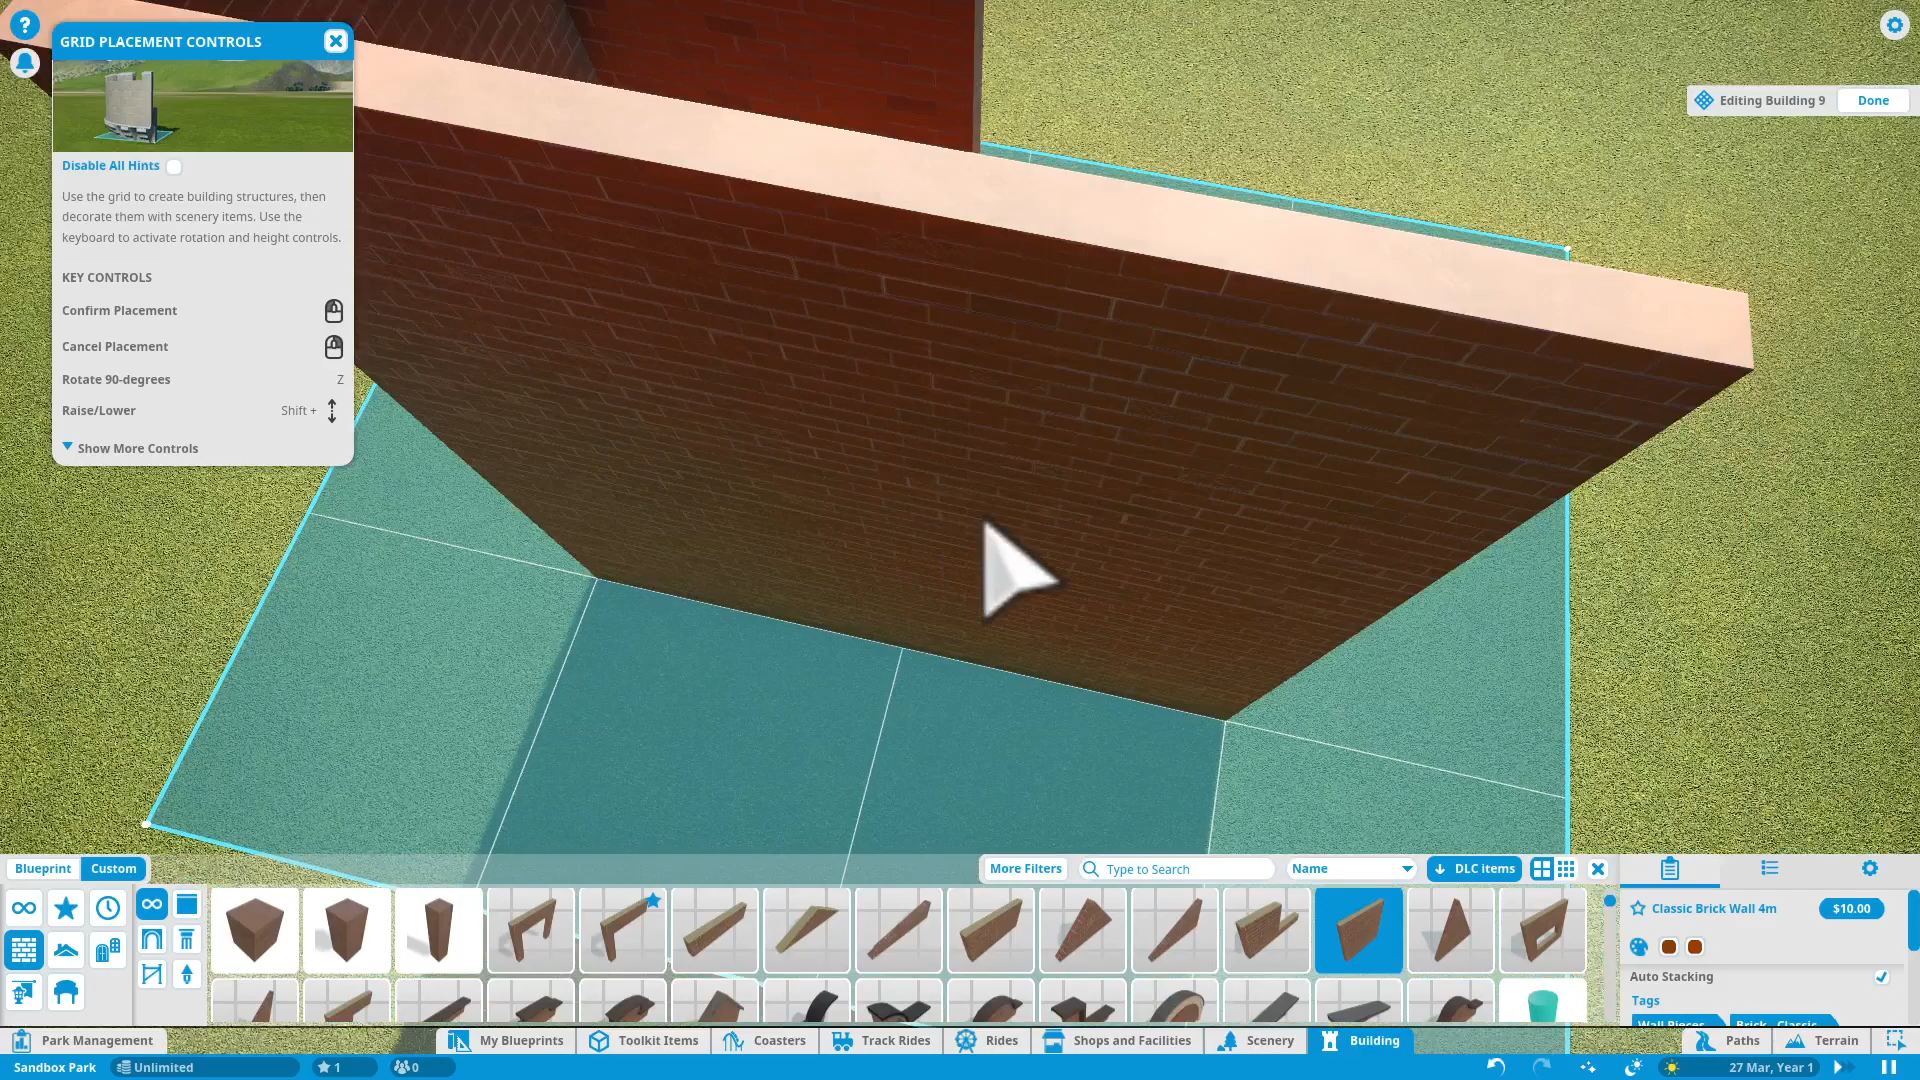 GRID PLACEMENT CONTROLS
Disable All Hints
Use the grid to create building structures, then
decorate them with scenery items. Use the
keyboard to activate rotation and height controls.
KEY CONTROLS
Confirm Placement
Cancel Placement
Rotate 90-degrees Z
Raise/Lower Shift +
Show More Controls
Editing Building 9 Done
Blueprint Custom
More Filters Type to Search Name DLC items
Classic Brick Wall 4m $10.00
Auto Stacking
Tags
Wall Pieces Brick - Classic
Park Management My Blueprints Toolkit Items Coasters Track Rides Rides Shops and Facilities Scenery Building Paths Terrain
Sandbox Park Unlimited 1 0 27 Mar, Year 1